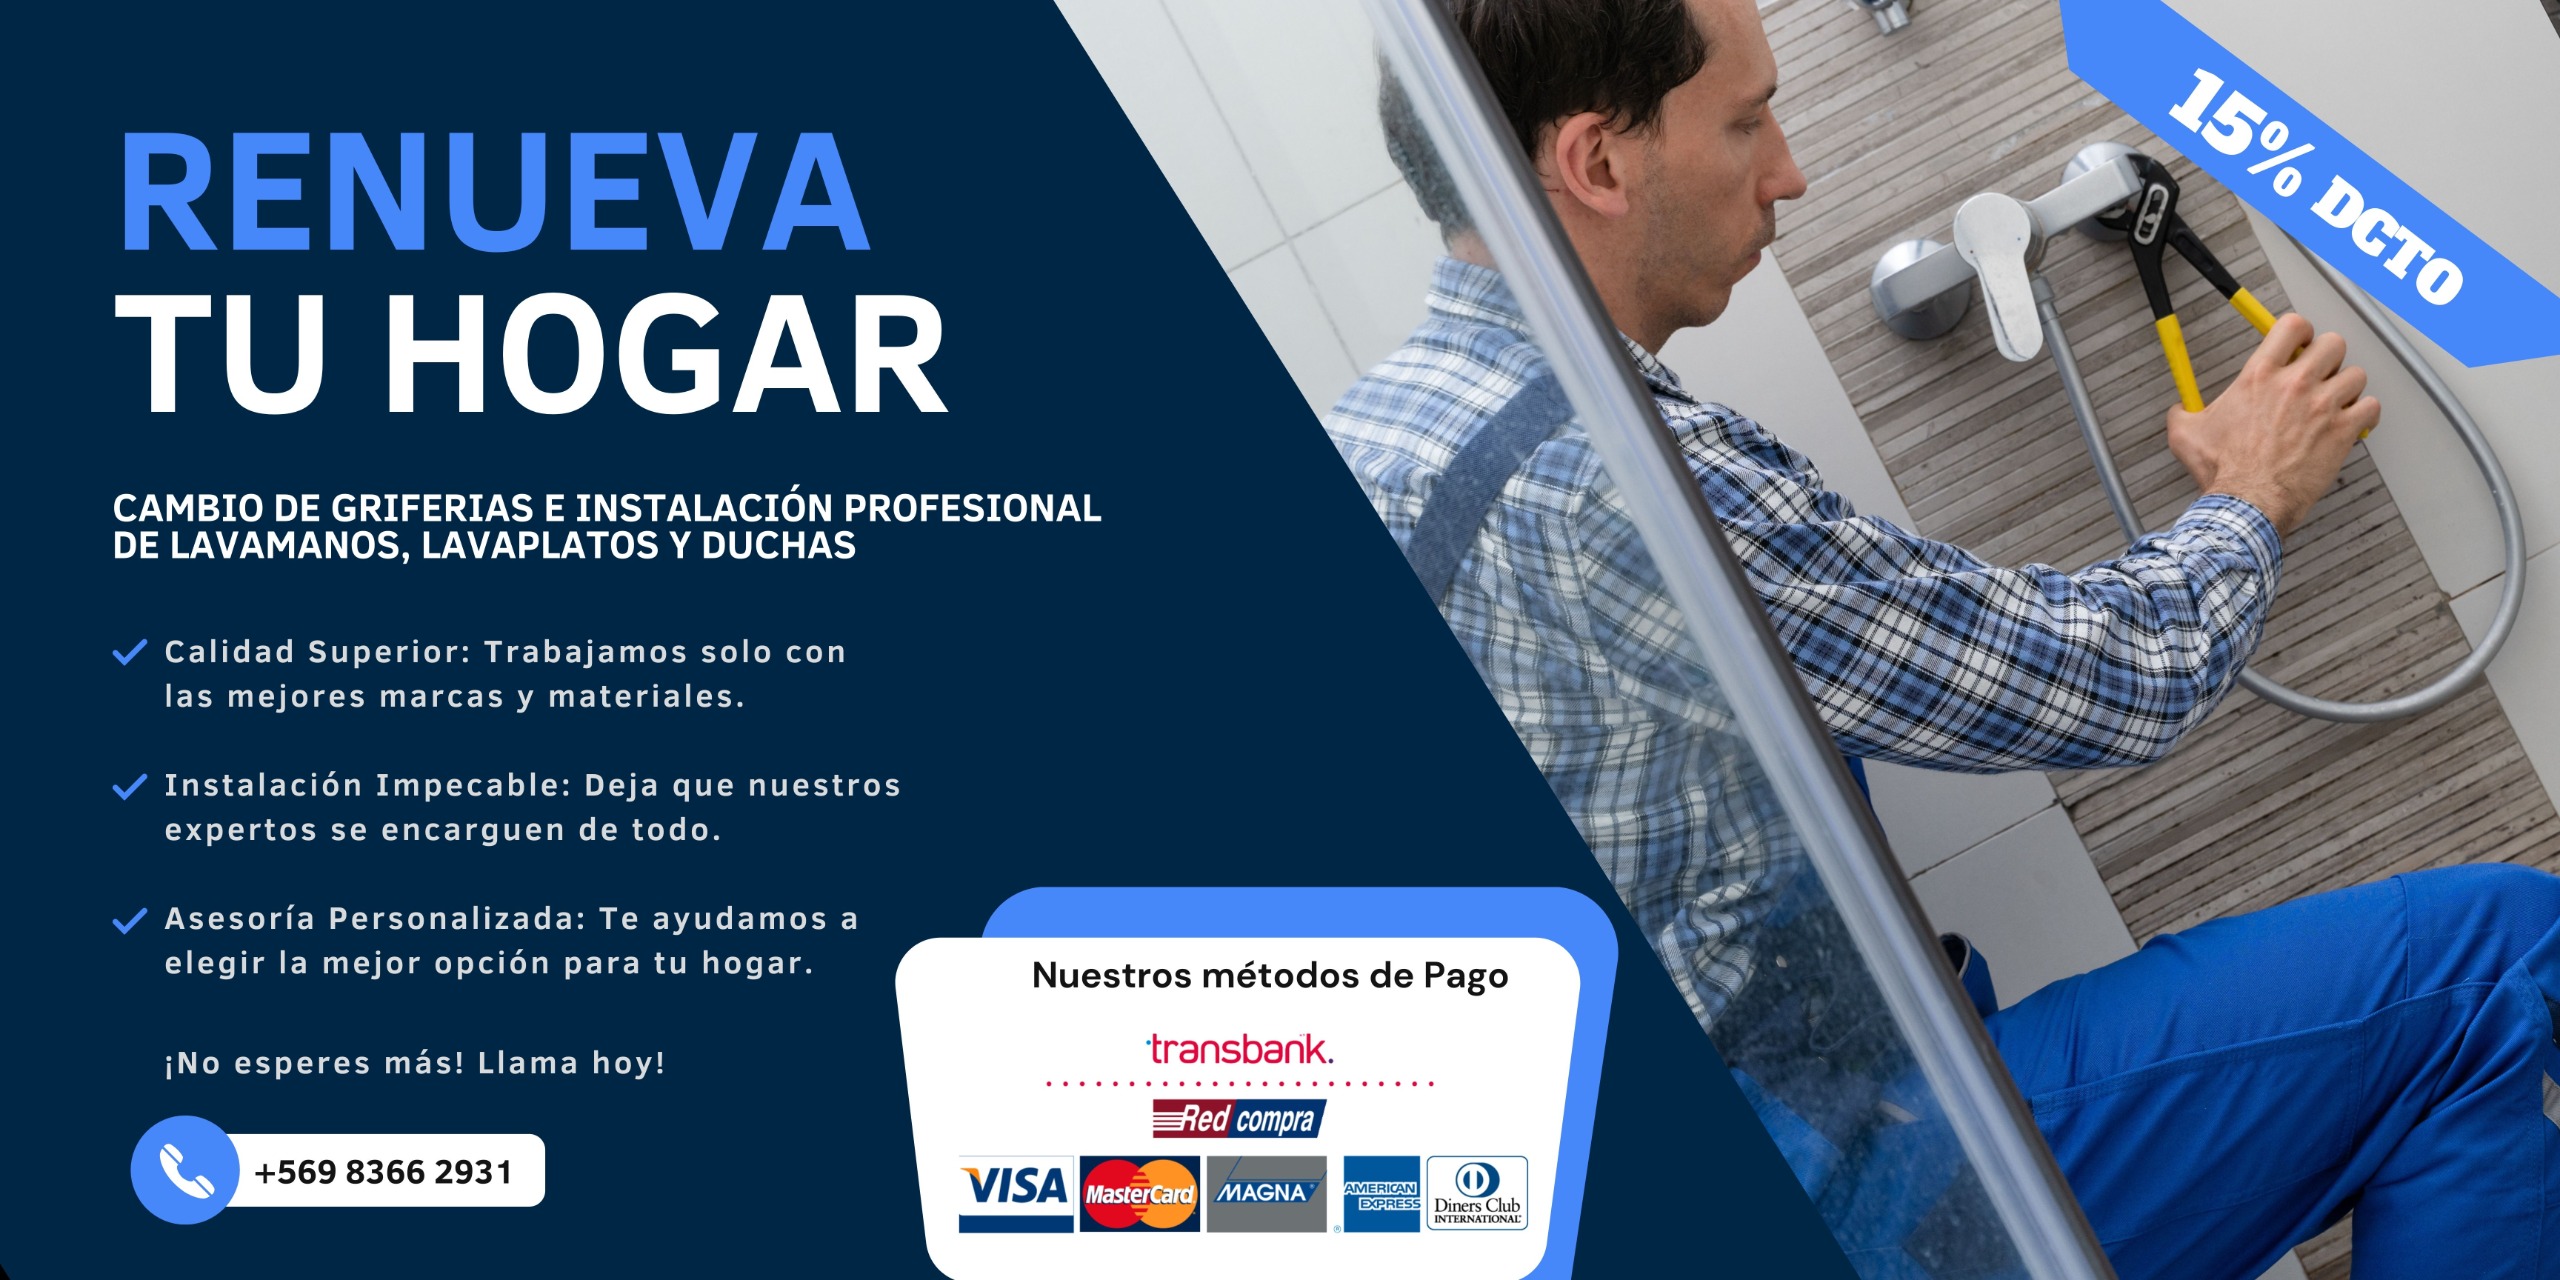 RENUEVA
TU HOGAR
15% DCTO
CAMBIO DE GRIFERIAS E INSTALACIÓN PROFESIONAL
DE LAVAMANOS, LAVAPLATOS Y DUCHAS
Calidad Superior: Trabajamos solo con
las mejores marcas y materiales.
Instalación Impecable: Deja que nuestros
expertos se encarguen de todo.
Asesoría Personalizada: Te ayudamos a
elegir la mejor opción para tu hogar.
¡No esperes más! Llama hoy!
+569 8366 2931
Nuestros métodos de Pago
transbank.
Redcompra
VISA
MasterCard
MAGNA
AMERICAN
EXPRESS
®
Diners Club
INTERNATIONAL